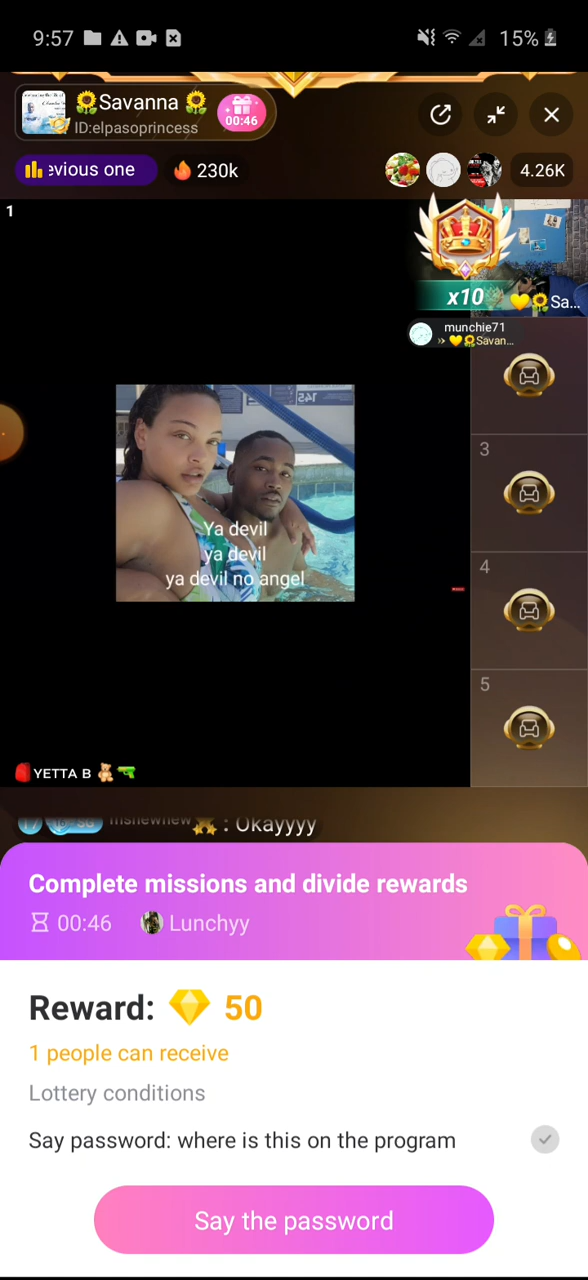 9:57
15%
🌻Savanna 🌻
ID:elpasoprincess
00:46
evious one
🔥 230k
4.26K
1
x10
💛🌻Sa...
munchie71
» 💛🌻Savan...
3
4
5
Ya devil
ya devil
ya devil no angel
YETTA B 🧸🔫
: Okayyyy
Complete missions and divide rewards
00:46
Lunchyy
Reward: 50
1 people can receive
Lottery conditions
Say password: where is this on the program
Say the password